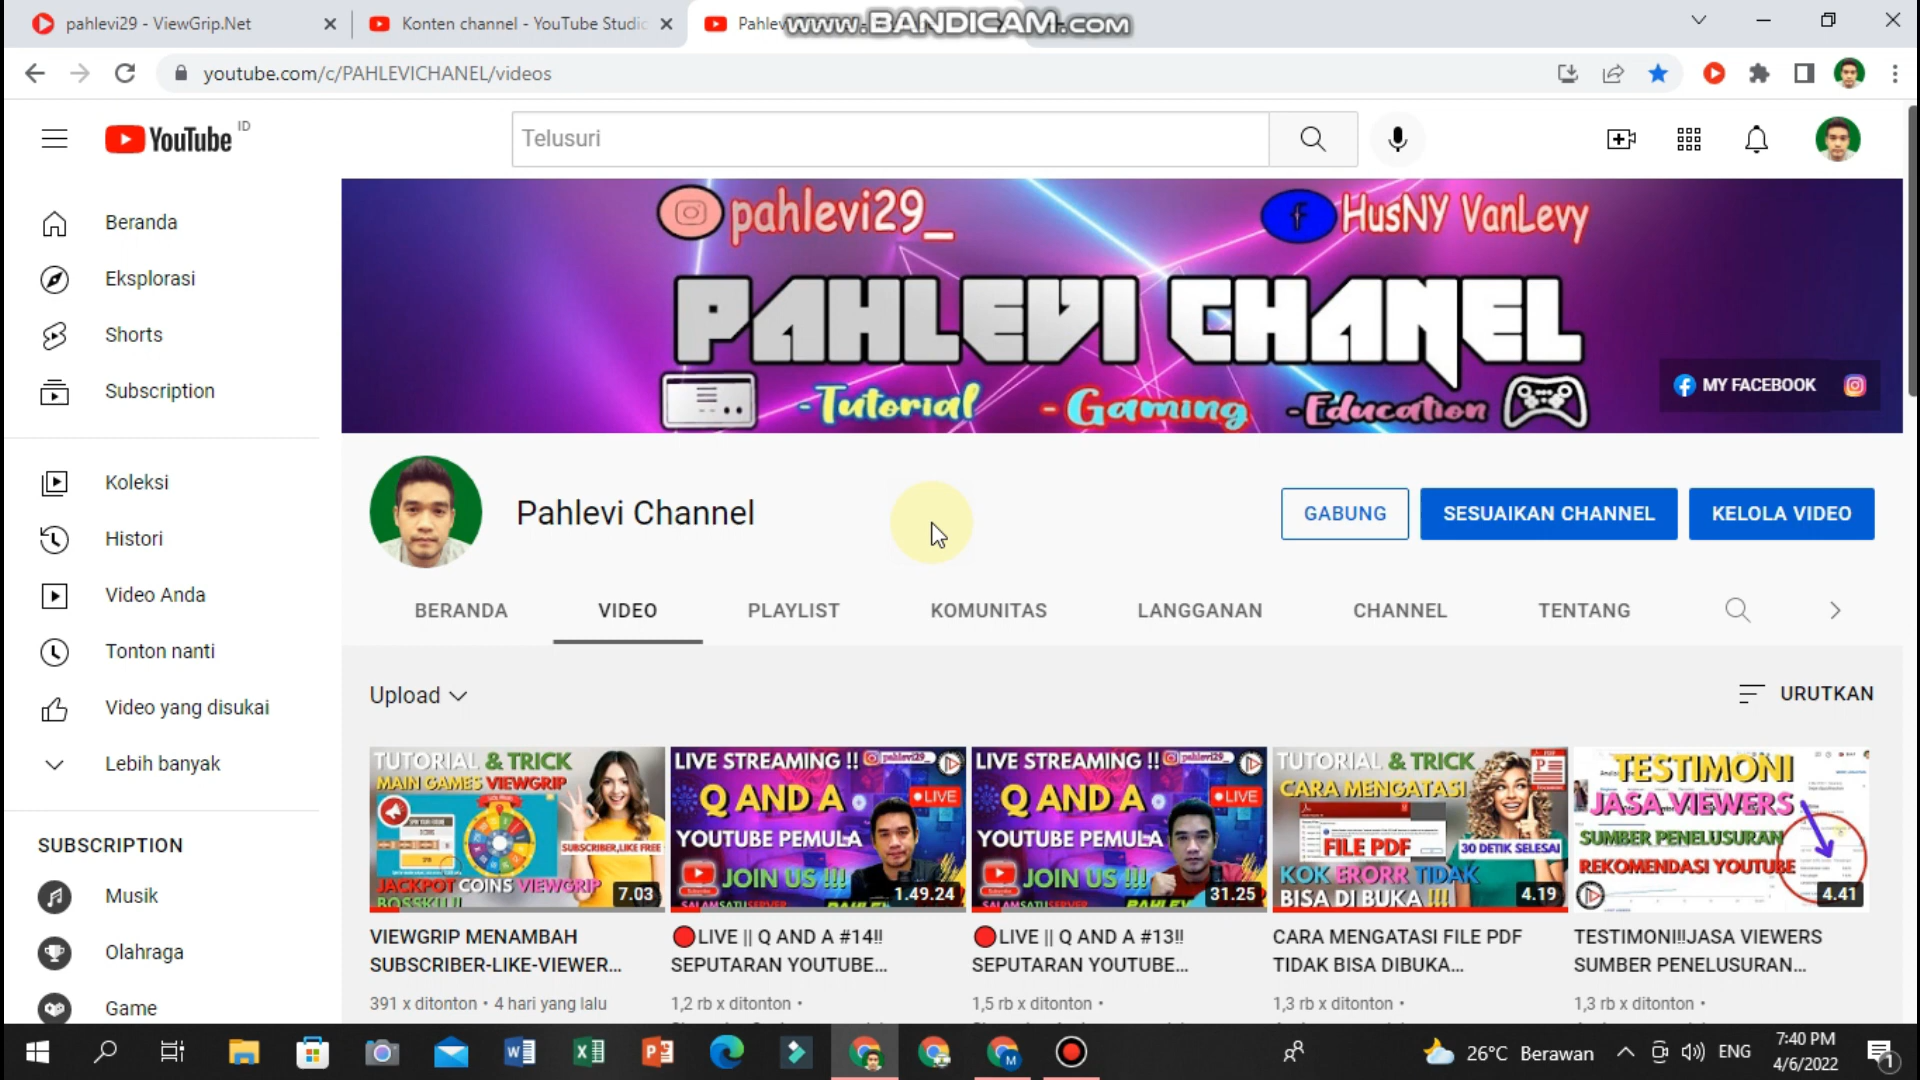 pahlevi29 - ViewGrip.Net
Konten channel - YouTube Studio
Pahlevi
www.BANDICAM.com
youtube.com/c/PAHLEVICHANEL/videos
YouTube ID
Telusuri
Beranda
Eksplorasi
Shorts
Subscription
Koleksi
Histori
Video Anda
Tonton nanti
Video yang disukai
Lebih banyak
SUBSCRIPTION
Musik
Olahraga
Game
pahlevi29_
HusNY VanLevy
PAHLEVI CHANEL
-Tutorial -Gaming -Education
MY FACEBOOK
Pahlevi Channel
GABUNG
SESUAIKAN CHANNEL
KELOLA VIDEO
BERANDA VIDEO PLAYLIST KOMUNITAS LANGGANAN CHANNEL TENTANG
Upload
URUTKAN
TUTORIAL & TRICK
MAIN GAMES VIEWGRIP
SUBSCRIBER,LIKE FREE
JACKPOT COINS VIEWGRIP
BOSSKU!!
7.03
LIVE STREAMING !! pahlevi29_
Q AND A
LIVE
YOUTUBE PEMULA
JOIN US !!!
SALAMSATUSERVER
1.49.24
LIVE STREAMING !! pahlevi29_
Q AND A
LIVE
YOUTUBE PEMULA
JOIN US !!!
SALAMSATUSERVER
31.25
TUTORIAL & TRICK
CARA MENGATASI
FILE PDF
30 DETIK SELESAI
KOK ERORR TIDAK
BISA DI BUKA !!!
4.19
TESTIMONI
JASA VIEWERS
SUMBER PENELUSURAN
REKOMENDASI YOUTUBE
4.41
VIEWGRIP MENAMBAH
SUBSCRIBER-LIKE-VIEWER...
391 x ditonton • 4 hari yang lalu
LIVE || Q AND A #14!!
SEPUTARAN YOUTUBE...
1,2 rb x ditonton •
LIVE || Q AND A #13!!
SEPUTARAN YOUTUBE...
1,5 rb x ditonton •
CARA MENGATASI FILE PDF
TIDAK BISA DIBUKA...
1,3 rb x ditonton •
TESTIMONI!!JASA VIEWERS
SUMBER PENELUSURAN...
1,3 rb x ditonton •
26°C Berawan
ENG
7:40 PM
4/6/2022
1